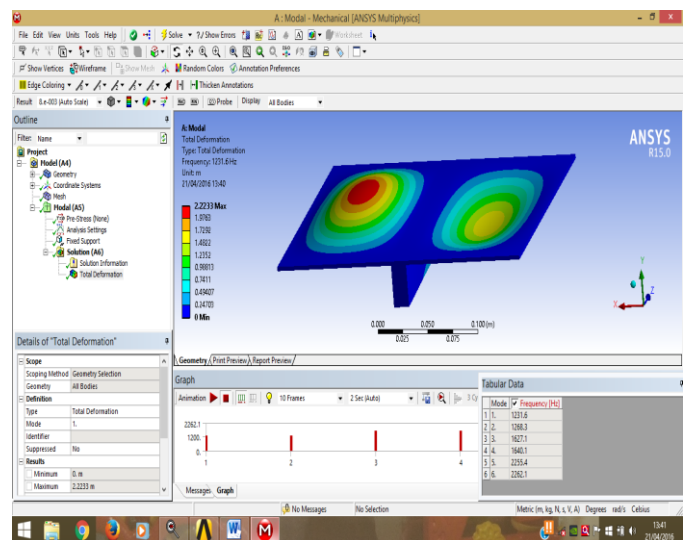 A : Modal - Mechanical [ANSYS Multiphysics]
File Edit View Units Tools Help Solve ?/ Show Errors Worksheet
Show Vertices Wireframe Show Mesh Random Colors Annotation Preferences
Edge Coloring Thicken Annotations
Result 8.e-003 (Auto Scale) Probe Display All Bodies
Outline
Filter: Name
Project
Model (A4)
Geometry
Coordinate Systems
Mesh
Modal (A5)
Pre-Stress (None)
Analysis Settings
Fixed Support
Solution (A6)
Solution Information
Total Deformation
A: Modal
Total Deformation
Type: Total Deformation
Frequency: 1231.6 Hz
Unit: m
21/04/2016 13:40
2.2233 Max
1.9763
1.7292
1.4822
1.2352
0.98813
0.7411
0.49407
0.24703
0 Min
ANSYS
R15.0
Y
X
Z
0.000 0.050 0.100 (m)
0.025 0.075
Geometry Print Preview Report Preview
Details of "Total Deformation"
Scope
Scoping Method Geometry Selection
Geometry All Bodies
Definition
Type Total Deformation
Mode 1.
Identifier
Suppressed No
Results
Minimum 0. m
Maximum 2.2233 m
Graph
Animation 10 Frames 2 Sec (Auto) 3 Cy
2262.1
1200.
0.
1 2 3 4
Messages Graph
Tabular Data
Mode Frequency [Hz]
1 1. 1231.6
2 2. 1268.3
3 3. 1627.1
4 4. 1640.1
5 5. 2255.4
6 6. 2262.1
No Messages No Selection Metric (m, kg, N, s, V, A) Degrees rad/s Celsius
13:41
21/04/2016